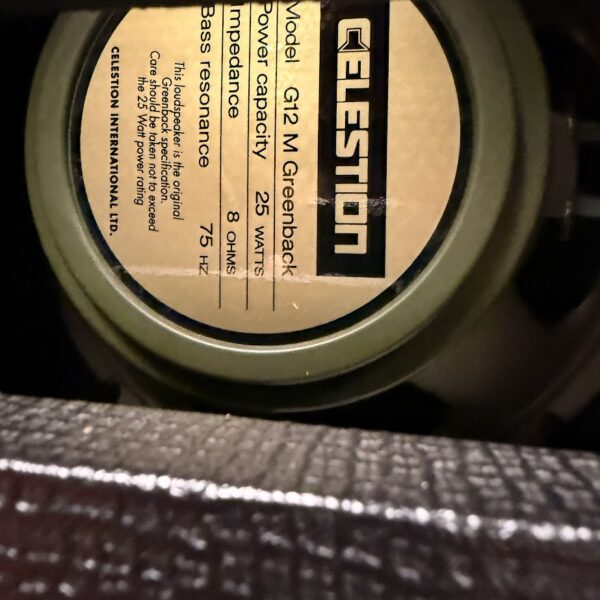 CELESTION
Model G12 M Greenback
Power capacity 25 WATTS
Impedance 8 OHMS
Bass resonance 75 HZ
This loudspeaker is the original
Greenback specification.
Care should be taken not to exceed
the 25 Watt power rating
CELESTION INTERNATIONAL LTD.